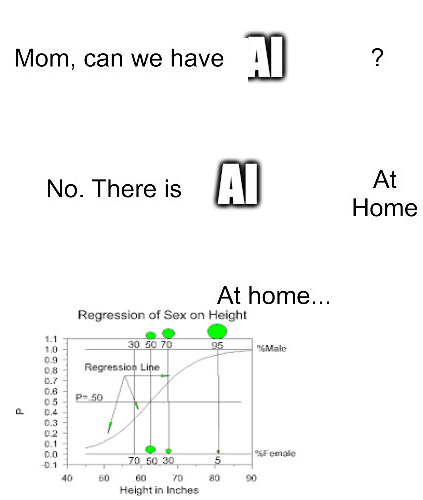 Mom, can we have AI ?
No. There is AI At
Home
At home...
Regression of Sex on Height
1.1
30 50 70 95
1.0 %Male
0.9
0.8 Regression Line
0.7
0.6
P=.50
0.5
P
0.4
0.3
0.2
0.1
0.0 %Female
70 50 30 5
-0.1
40 50 60 70 80 90
Height in Inches